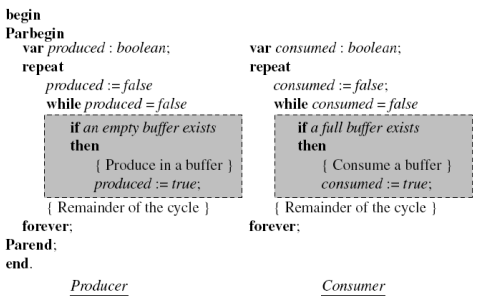 begin
Parbegin
var produced : boolean;
repeat
produced := false
while produced = false
if an empty buffer exists
then
{ Produce in a buffer }
produced := true;
{ Remainder of the cycle }
forever;
Parend;
end.
Producer
var consumed : boolean;
repeat
consumed := false;
while consumed = false
if a full buffer exists
then
{ Consume a buffer }
consumed := true;
{ Remainder of the cycle }
forever;
Consumer